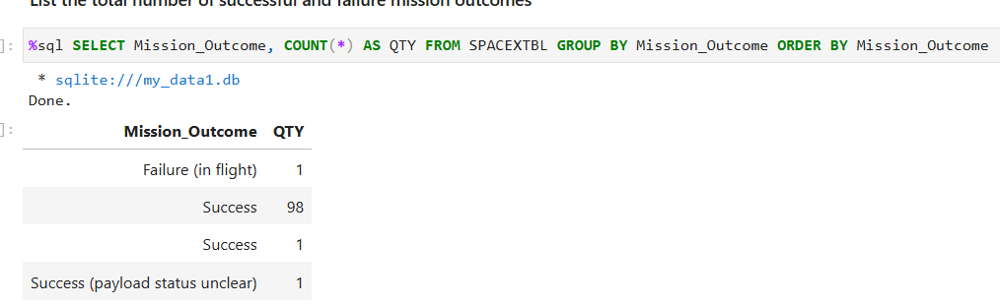 List the total number of successful and failure mission outcomes
]: %sql SELECT Mission_Outcome, COUNT(*) AS QTY FROM SPACEXTBL GROUP BY Mission_Outcome ORDER BY Mission_Outcome
* sqlite:///my_data1.db
Done.
]:
Mission_Outcome QTY
Failure (in flight) 1
Success 98
Success 1
Success (payload status unclear) 1